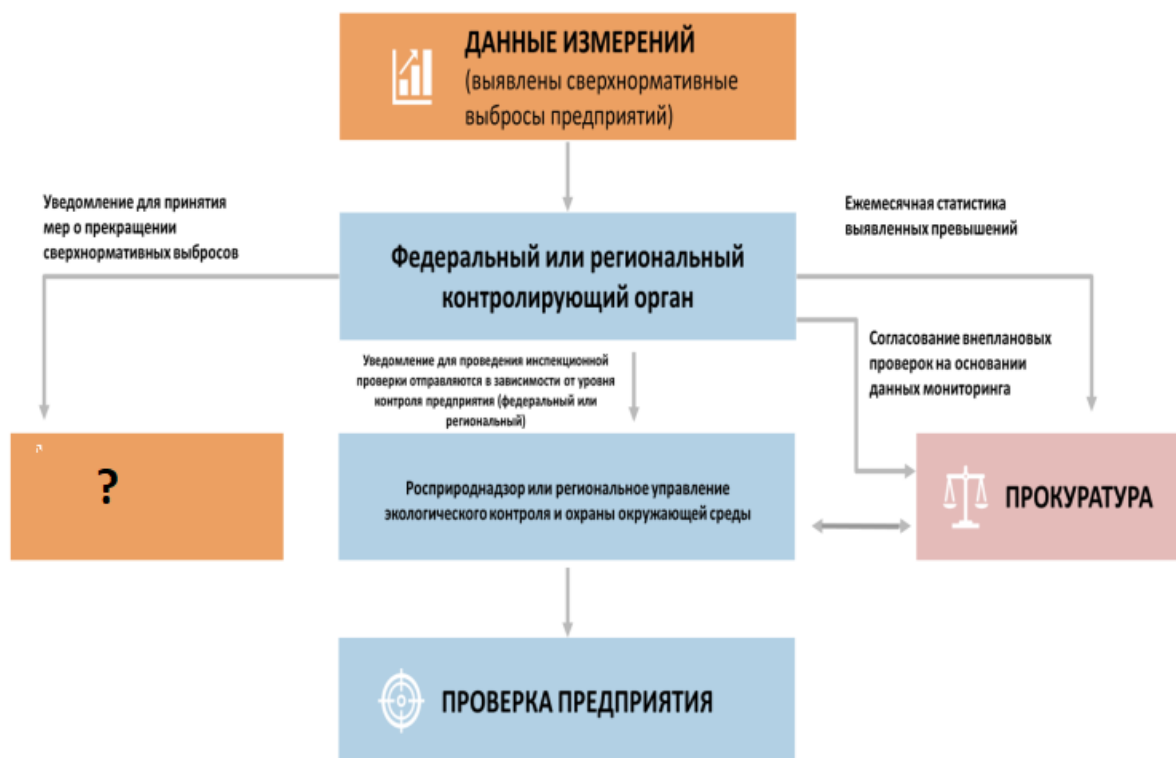 ДАННЫЕ ИЗМЕРЕНИЙ
(выявлены сверхнормативные
выбросы предприятий)
Уведомление для принятия
мер о прекращении
сверхнормативных выбросов
Федеральный или региональный
контролирующий орган
Ежемесячная статистика
выявленных превышений
Уведомление для проведения инспекционной
проверки отправляются в зависимости от уровня
контроля предприятия (федеральный или
региональный)
Согласование внеплановых
проверок на основании
данных мониторинга
?
Росприроднадзор или региональное управление
экологического контроля и охраны окружающей среды
ПРОКУРАТУРА
ПРОВЕРКА ПРЕДПРИЯТИЯ